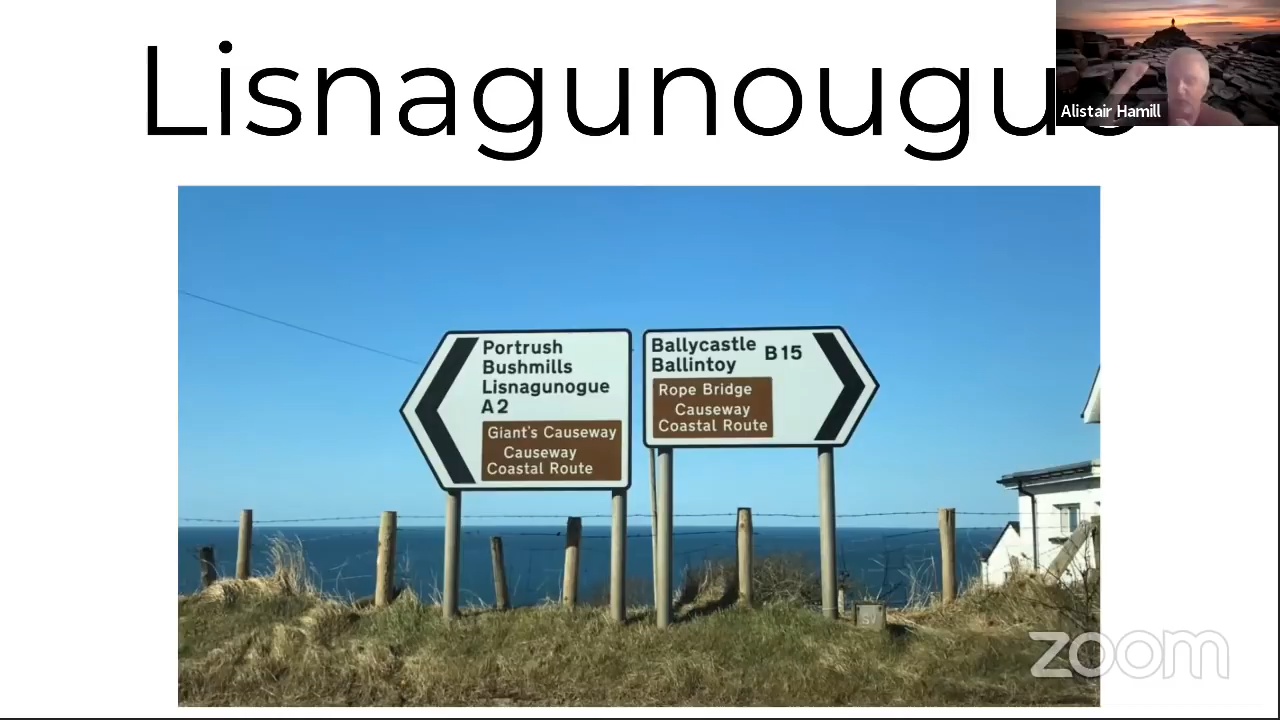 Lisnagunougue
Alistair Hamill
Portrush
Bushmills
Lisnagunogue
A2
Giant's Causeway
Causeway
Coastal Route
Ballycastle
Ballintoy
B15
Rope Bridge
Causeway
Coastal Route
SV
zoom